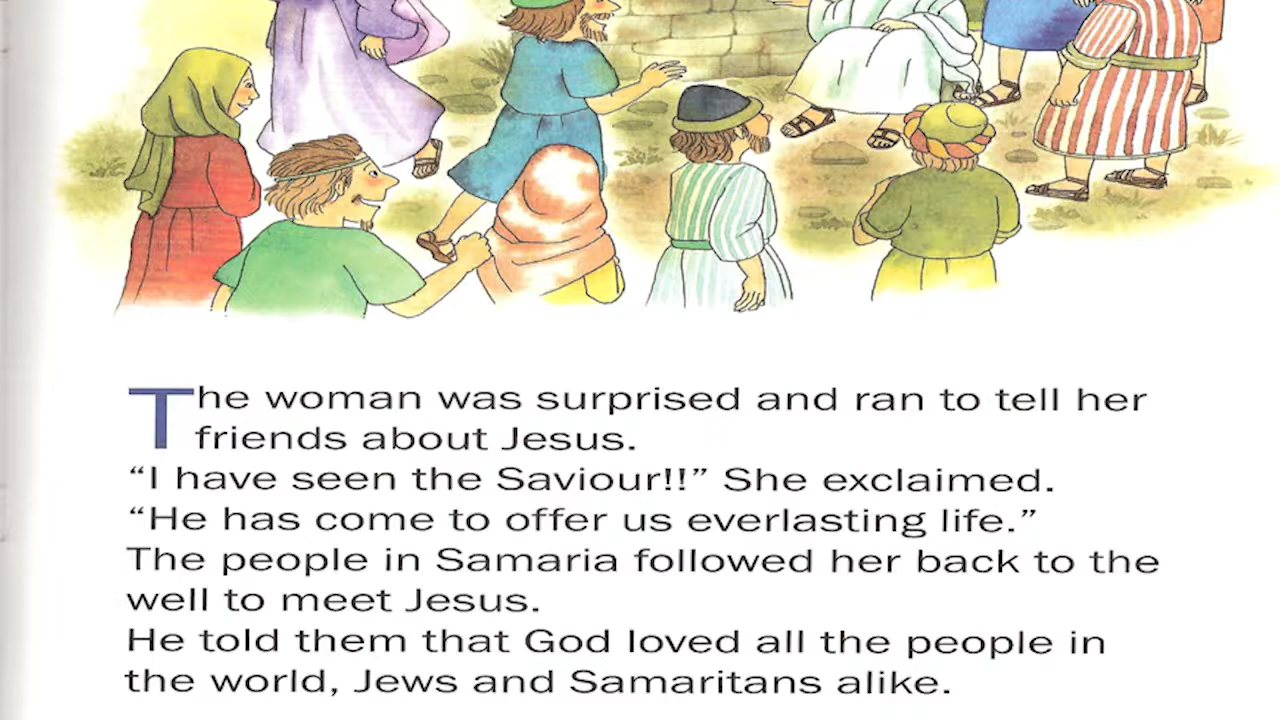 The woman was surprised and ran to tell her
friends about Jesus.
“I have seen the Saviour!!” She exclaimed.
“He has come to offer us everlasting life.”
The people in Samaria followed her back to the
well to meet Jesus.
He told them that God loved all the people in
the world, Jews and Samaritans alike.